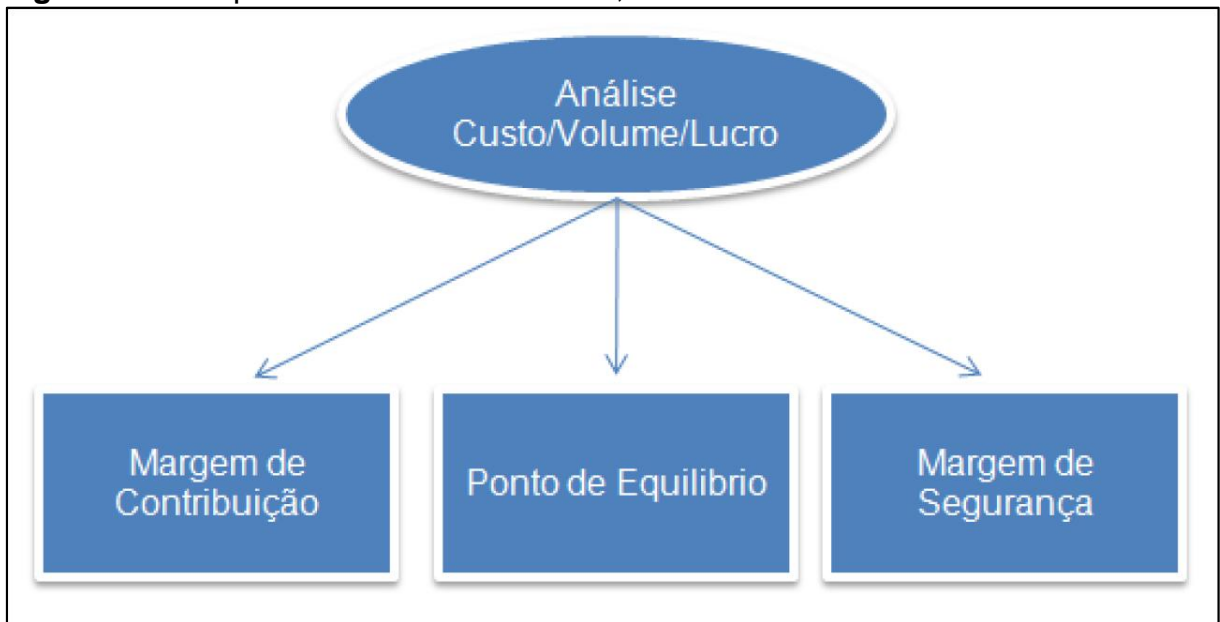 Análise
Custo/Volume/Lucro
Margem de
Contribuição
Ponto de Equilibrio
Margem de
Segurança